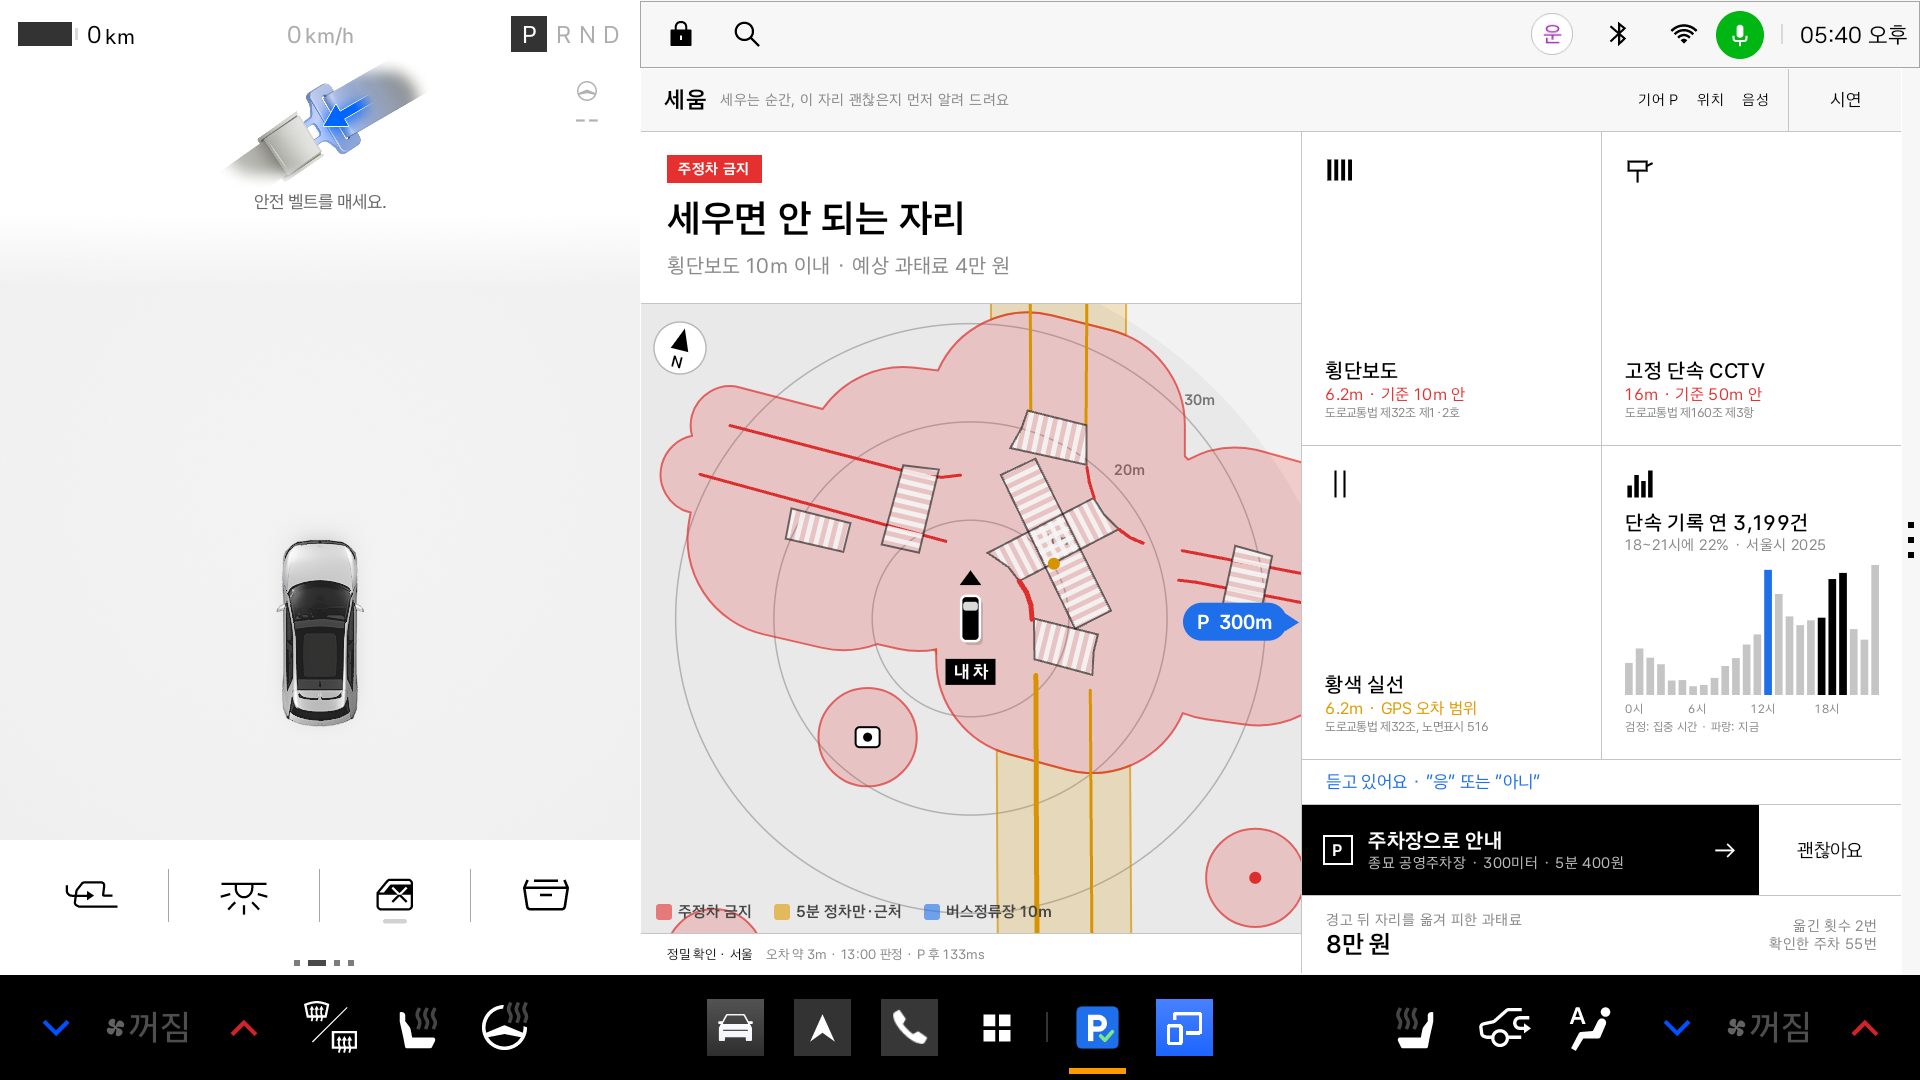 0 km
0 km/h
P R N D
안전 벨트를 매세요.
운
05:40 오후
세움
세우는 순간, 이 자리 괜찮은지 먼저 알려 드려요
기어 P 위치 음성
시연
주정차 금지
세우면 안 되는 자리
횡단보도 10m 이내 · 예상 과태료 4만 원
N
30m
20m
P 300m
내 차
주정차 금지
5분 정차만·근처
버스정류장 10m
정밀 확인 · 서울
오차 약 3m · 13:00 판정 · P 후 133ms
횡단보도
6.2m · 기준 10m 안
도로교통법 제32조 제1·2호
고정 단속 CCTV
16m · 기준 50m 안
도로교통법 제160조 제3항
황색 실선
6.2m · GPS 오차 범위
도로교통법 제32조, 노면표시 516
단속 기록 연 3,199건
18~21시에 22% · 서울시 2025
0시 6시 12시 18시
검정: 집중 시간 · 파랑: 지금
듣고 있어요 · “응” 또는 “아니”
P
주차장으로 안내
종묘 공영주차장 · 300미터 · 5분 400원
괜찮아요
경고 뒤 자리를 옮겨 피한 과태료
8만 원
옮긴 횟수 2번
확인한 주차 55번
꺼짐
P
A
꺼짐